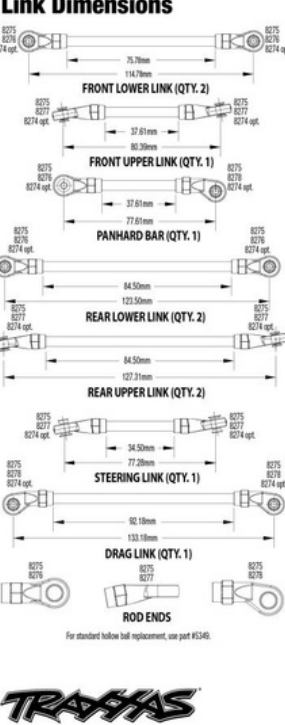 Link Dimensions
8275
8276
8274 opt.
8275
8276
8274 opt.
75.78mm
114.78mm
FRONT LOWER LINK (QTY. 2)
8275
8277
8274 opt.
8275
8277
8274 opt.
37.61mm
80.39mm
FRONT UPPER LINK (QTY. 1)
8275
8276
8274 opt.
8275
8278
8274 opt.
37.61mm
77.61mm
PANHARD BAR (QTY. 1)
8275
8276
8274 opt.
8275
8276
8274 opt.
84.50mm
123.50mm
REAR LOWER LINK (QTY. 2)
8275
8277
8274 opt.
8275
8277
8274 opt.
84.50mm
127.31mm
REAR UPPER LINK (QTY. 2)
8275
8277
8274 opt.
8275
8277
8274 opt.
34.50mm
77.28mm
STEERING LINK (QTY. 1)
8275
8278
8274 opt.
8275
8278
8274 opt.
92.18mm
133.18mm
DRAG LINK (QTY. 1)
8275
8276
8275
8277
8275
8278
ROD ENDS
For standard hollow ball replacement, use part #5349.
TRAXXAS